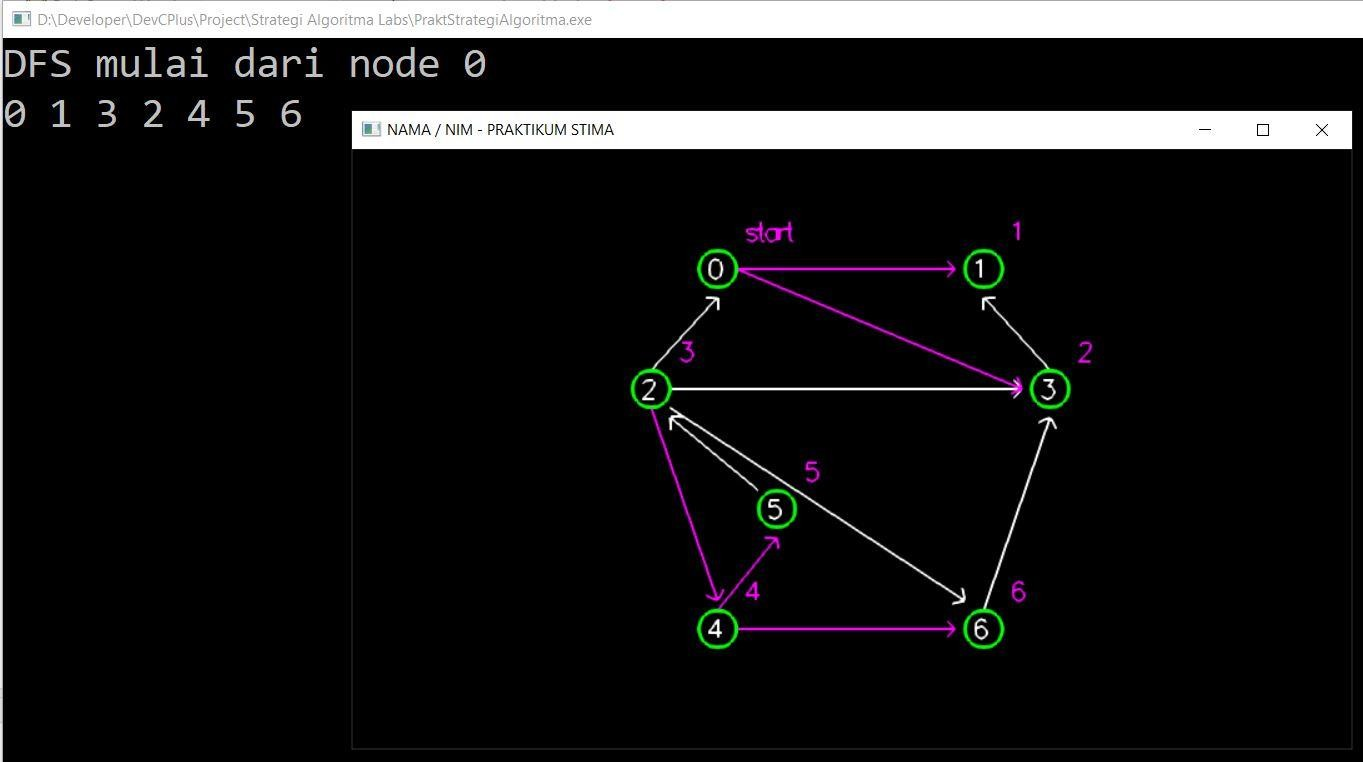 D:\Developer\DevCPlus\Project\Strategi Algoritma Labs\PraktStrategiAlgoritma.exe
DFS mulai dari node 0
0 1 3 2 4 5 6
NAMA / NIM - PRAKTIKUM STIMA
start
1
0
1
3
2
2
3
5
5
4
6
4
6